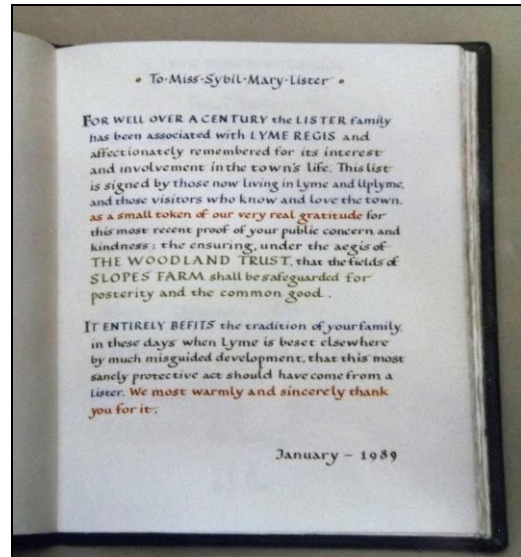 • To·Miss·Sybil·Mary·Lister •
FOR WELL OVER A CENTURY the LISTER family
has been associated with LYME REGIS and
affectionately remembered for its interest
and involvement in the town's life. This list
is signed by those now living in Lyme and Uplyme,
and those visitors who know and love the town,
as a small token of our very real gratitude for
this most recent proof of your public concern and
kindness: the ensuring, under the aegis of
THE WOODLAND TRUST, that the fields of
SLOPES FARM shall be safeguarded for
posterity and the common good.
IT ENTIRELY BEFITS the tradition of your family,
in these days when Lyme is beset elsewhere
by much misguided development, that this most
sanely protective act should have come from a
Lister. We most warmly and sincerely thank
you for it.
January - 1989